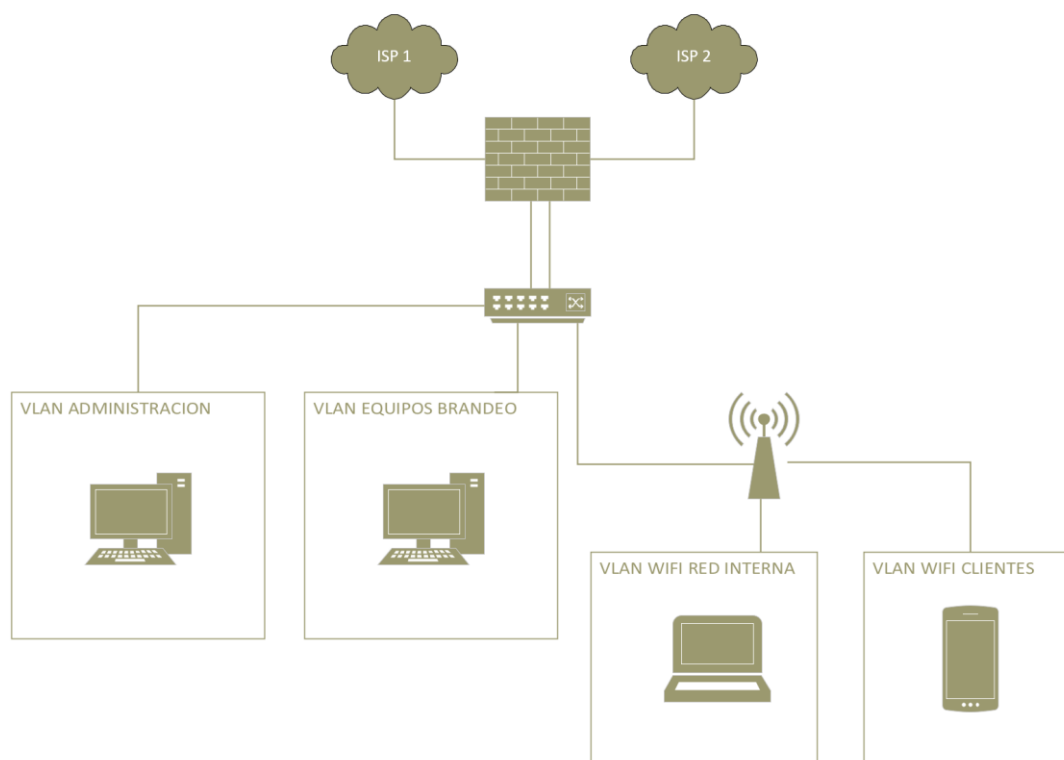 ISP 1
ISP 2
VLAN ADMINISTRACION
VLAN EQUIPOS BRANDEO
VLAN WIFI RED INTERNA
VLAN WIFI CLIENTES